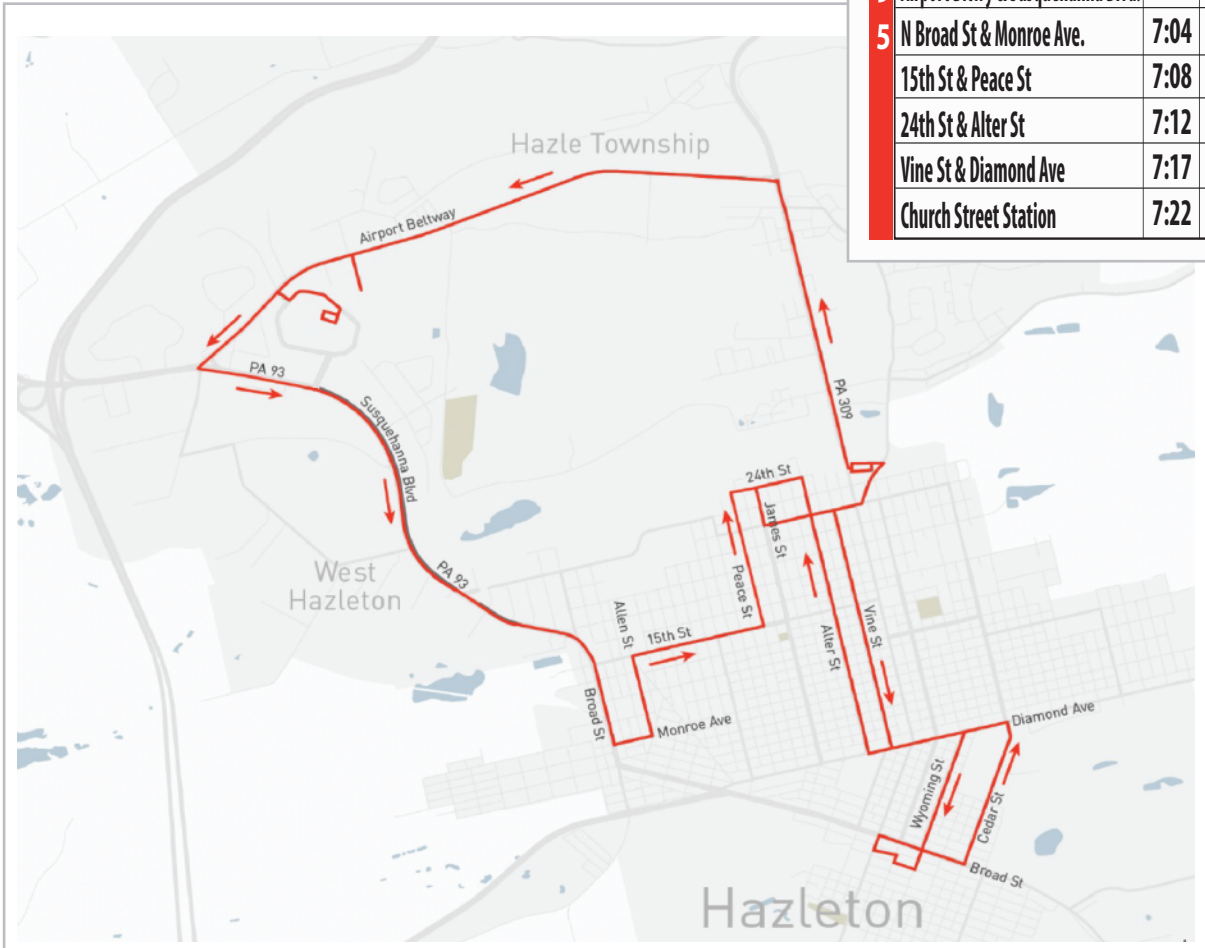 5
N Broad St & Monroe Ave. 7:04
15th St & Peace St 7:08
24th St & Alter St 7:12
Vine St & Diamond Ave 7:17
Church Street Station 7:22
Hazle Township
Airport Beltway
PA 93
Susquehanna Blvd
PA 309
24th St
James St
West
Hazleton
PA 93
Peace St
Allen St
15th St
Alter St
Vine St
Broad St
Monroe Ave
Diamond Ave
Wyoming St
Cedar St
Broad St
Hazleton